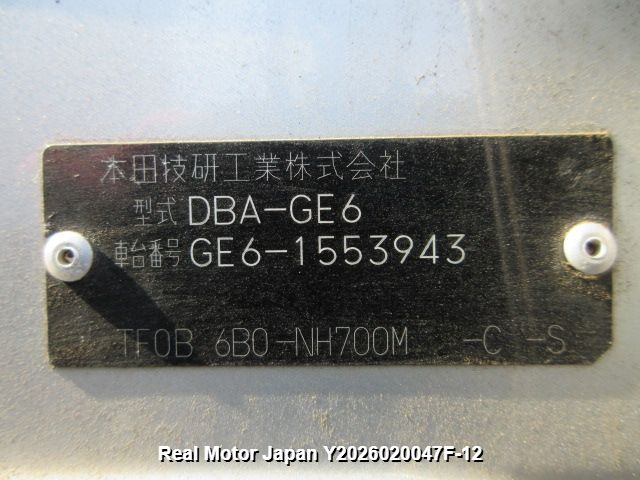 本田技研工業株式会社
型式 DBA-GE6
車台番号 GE6-1553943
TF0B 6B0-NH700M -C -S
Real Motor Japan Y2026020047F-12